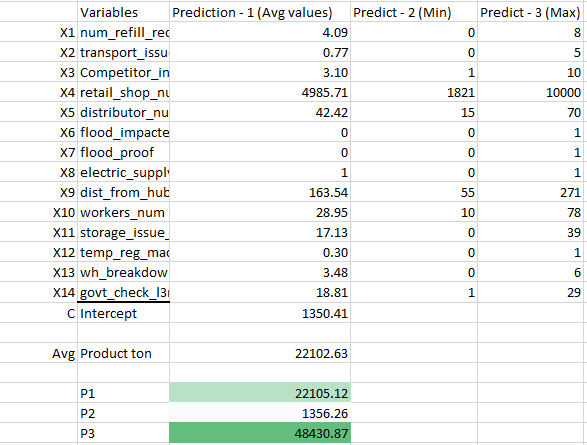 Variables Prediction - 1 (Avg values) Predict - 2 (Min) Predict - 3 (Max)
X1 num_refill_req 4.09 0 8
X2 transport_issu 0.77 0 5
X3 Competitor_in 3.10 1 10
X4 retail_shop_nu 4985.71 1821 10000
X5 distributor_nu 42.42 15 70
X6 flood_impacte 0 0 1
X7 flood_proof 0 0 1
X8 electric_supply 1 0 1
X9 dist_from_hub 163.54 55 271
X10 workers_num 28.95 10 78
X11 storage_issue_ 17.13 0 39
X12 temp_reg_mac 0.30 0 1
X13 wh_breakdow 3.48 0 6
X14 govt_check_l3m 18.81 1 29
C Intercept 1350.41
Avg Product ton 22102.63
P1 22105.12
P2 1356.26
P3 48430.87